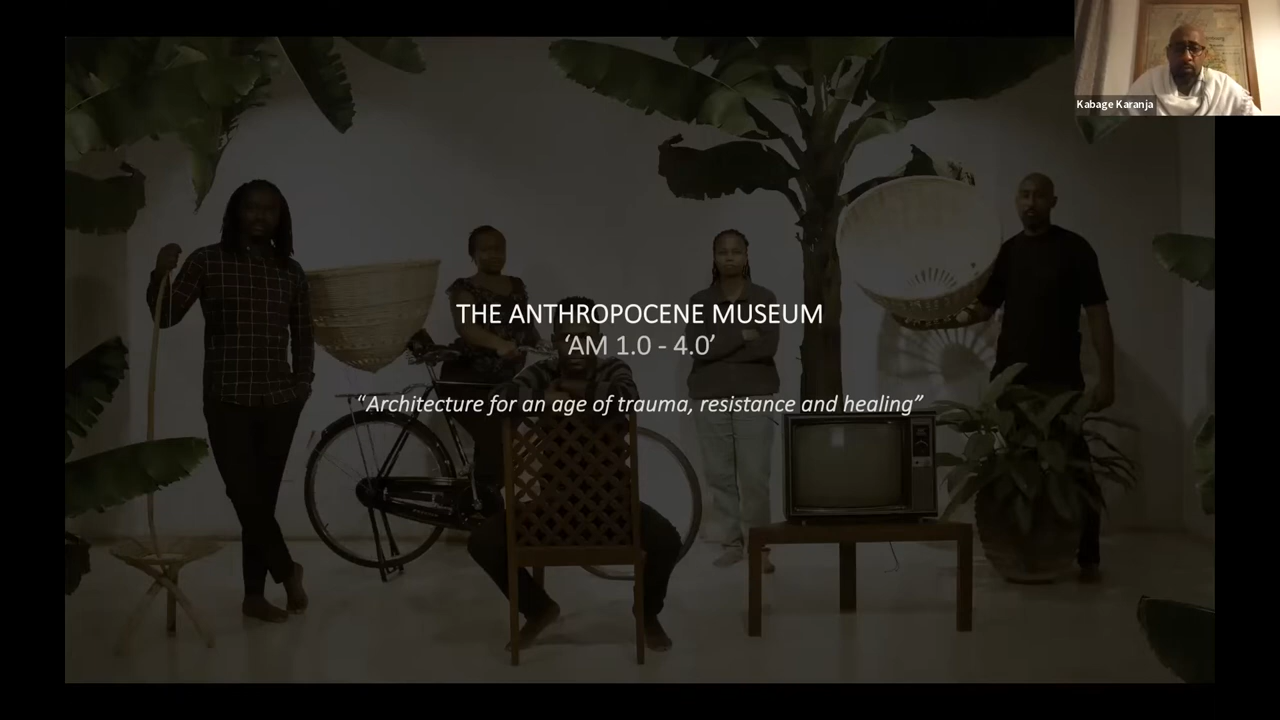 Kabage Karanja
THE ANTHROPOCENE MUSEUM
‘AM 1.0 - 4.0’
“Architecture for an age of trauma, resistance and healing”